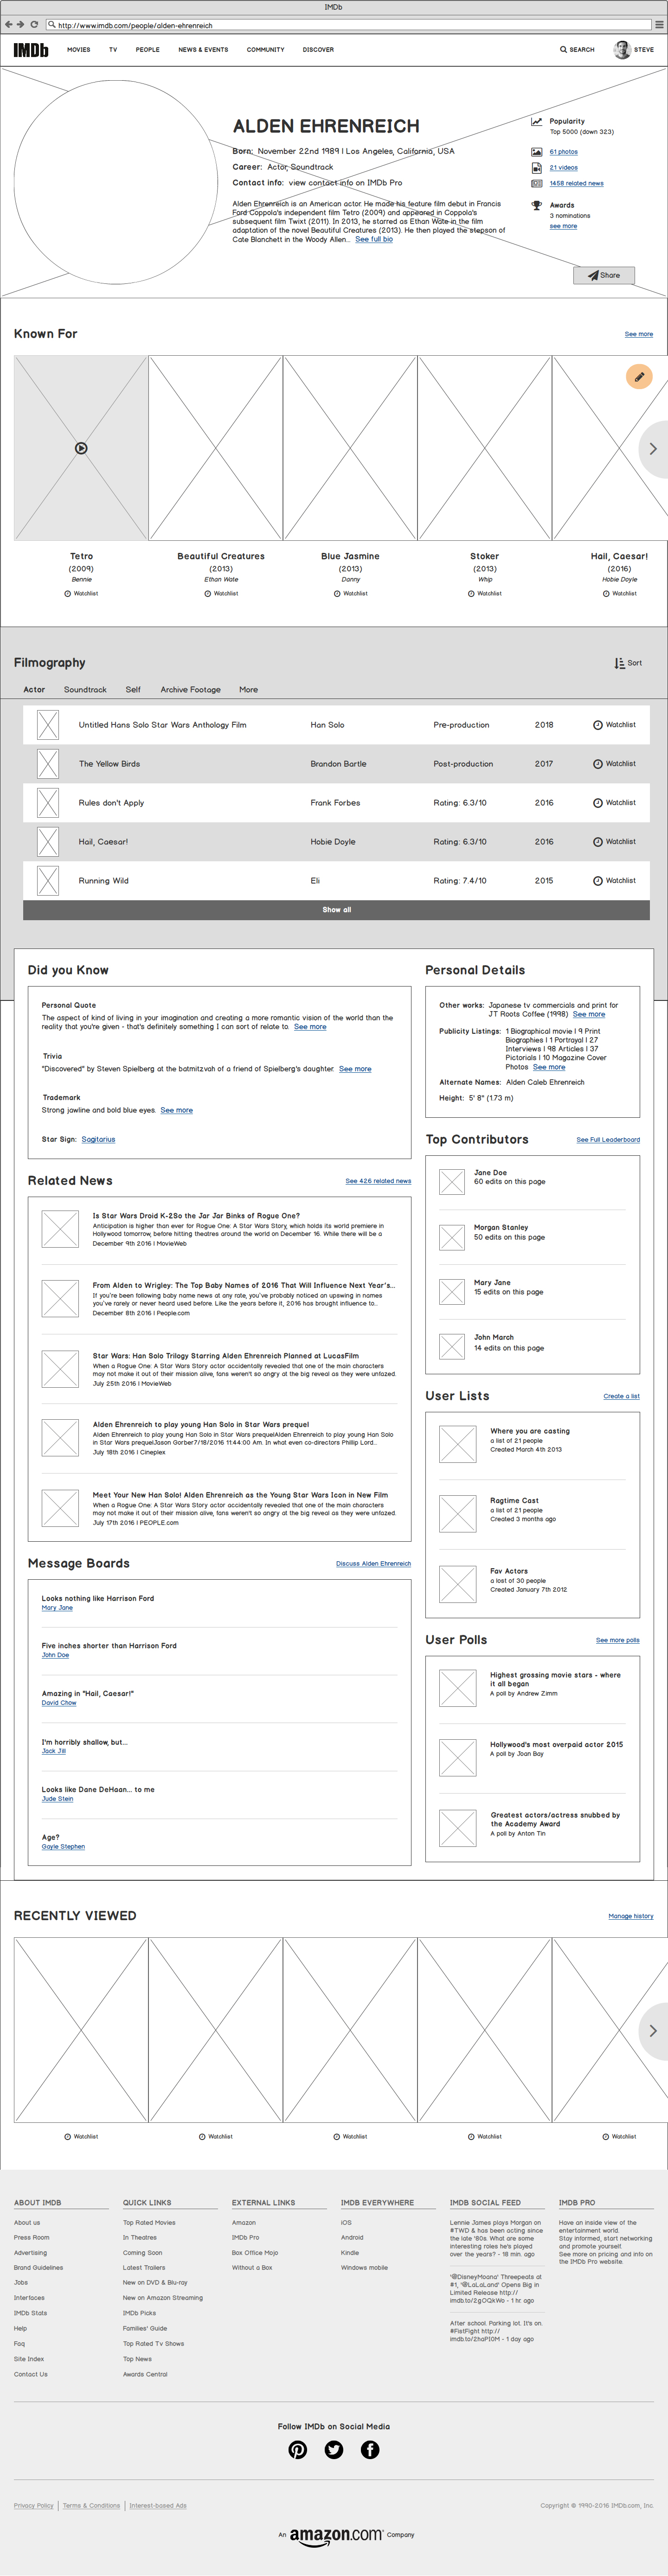 IMDb
http://www.imdb.com/people/alden-ehrenreich
IMDb MOVIES TV PEOPLE NEWS & EVENTS COMMUNITY DISCOVER SEARCH STEVE
ALDEN EHRENREICH
Born: November 22nd 1989 | Los Angeles, California, USA
Career: Actor, Soundtrack
Contact info: view contact info on IMDb Pro
Alden Ehrenreich is an American actor. He made his feature film debut in Francis
Ford Coppola's independent film Tetro (2009) and appeared in Coppola's
subsequent film Twixt (2011). In 2013, he starred as Ethan Wate in the film
adaptation of the novel Beautiful Creatures (2013). He then played the stepson of
Cate Blanchett in the Woody Allen... See full bio
Popularity
Top 5000 (down 323)
61 photos
21 videos
1458 related news
Awards
3 nominations
see more
Share
Known For
See more
Tetro
(2009)
Bennie
Watchlist
Beautiful Creatures
(2013)
Ethan Wate
Watchlist
Blue Jasmine
(2013)
Danny
Watchlist
Stoker
(2013)
Whip
Watchlist
Hail, Caesar!
(2016)
Hobie Doyle
Watchlist
Filmography
Sort
Actor Soundtrack Self Archive Footage More
Untitled Hans Solo Star Wars Anthology Film Han Solo Pre-production 2018 Watchlist
The Yellow Birds Brandon Bartle Post-production 2017 Watchlist
Rules don't Apply Frank Forbes Rating: 6.3/10 2016 Watchlist
Hail, Caesar! Hobie Doyle Rating: 6.3/10 2016 Watchlist
Running Wild Eli Rating: 7.4/10 2015 Watchlist
Show all
Did you Know
Personal Quote
The aspect of kind of living in your imagination and creating a more romantic vision of the world than the
reality that you're given - that's definitely something I can sort of relate to. See more
Trivia
"Discovered" by Steven Spielberg at the batmitzvah of a friend of Spielberg's daughter. See more
Trademark
Strong jawline and bold blue eyes. See more
Star Sign: Sagitarius
Related News
See 426 related news
Is Star Wars Droid K-2So the Jar Jar Binks of Rogue One?
Anticipation is higher than ever for Rogue One: A Star Wars Story, which holds its world premiere in
Hollywood tomorrow, before hitting theatres around the world on December 16. While there will be a
December 9th 2016 | MovieWeb
From Alden to Wrigley: The Top Baby Names of 2016 That Will Influence Next Year's...
If you're been following baby name news at any rate, you've probably noticed an upswing in names
you've rarely or never heard used before. Like the years before it, 2016 has brought influence to...
December 8th 2016 | People.com
Star Wars: Han Solo Trilogy Starring Alden Ehrenreich Planned at LucasFilm
When a Rogue One: A Star Wars Story actor accidentally revealed that one of the main characters
may not make it out of their mission alive, fans weren't so angry at the big reveal as they were unfazed.
July 25th 2016 | MovieWeb
Alden Ehrenreich to play young Han Solo in Star Wars prequel
Alden Ehrenreich to play young Han Solo in Star Wars prequelAlden Ehrenreich to play young Han Solo
in Star Wars prequelJason Gorber7/18/2016 11:44:00 Am. In what even co-directors Phillip Lord...
July 18th 2016 | Cineplex
Meet Your New Han Solo! Alden Ehrenreich as the Young Star Wars Icon in New Film
When a Rogue One: A Star Wars Story actor accidentally revealed that one of the main characters
may not make it out of their mission alive, fans weren't so angry at the big reveal as they were unfazed.
July 17th 2016 | PEOPLE.com
Message Boards
Discuss Alden Ehrenreich
Looks nothing like Harrison Ford
Mary Jane
Five inches shorter than Harrison Ford
John Doe
Amazing in "Hail, Caesar!"
David Chow
I'm horribly shallow, but...
Jack Jill
Looks like Dane DeHaan... to me
Jude Stein
Age?
Gayle Stephen
Personal Details
Other works: Japanese tv commercials and print for
JT Roots Coffee (1998) See more
Publicity Listings: 1 Biographical movie | 9 Print
Biographies | 1 Portrayal | 27
Interviews | 98 Articles | 37
Pictorials | 10 Magazine Cover
Photos See more
Alternate Names: Alden Caleb Ehrenreich
Height: 5' 8" (1.73 m)
Top Contributors
See Full Leaderboard
Jane Doe
60 edits on this page
Morgan Stanley
50 edits on this page
Mary Jane
15 edits on this page
John March
14 edits on this page
User Lists
Create a list
Where you are casting
a list of 21 people
Created March 4th 2013
Ragtime Cast
a list of 21 people
Created 3 months ago
Fav Actors
a lost of 30 people
Created January 7th 2012
User Polls
See more polls
Highest grossing movie stars - where
it all began
A poll by Andrew Zimm
Hollywood's most overpaid actor 2015
A poll by Joan Bay
Greatest actors/actress snubbed by
the Academy Award
A poll by Anton Tin
RECENTLY VIEWED
Manage history
Watchlist Watchlist Watchlist Watchlist Watchlist
ABOUT IMDB
About us
Press Room
Advertising
Brand Guidelines
Jobs
Interfaces
IMDb Stats
Help
Faq
Site Index
Contact Us
QUICK LINKS
Top Rated Movies
In Theatres
Coming Soon
Latest Trailers
New on DVD & Blu-ray
New on Amazon Streaming
IMDb Picks
Families' Guide
Top Rated Tv Shows
Top News
Awards Central
EXTERNAL LINKS
Amazon
IMDb Pro
Box Office Mojo
Without a Box
IMDB EVERYWHERE
iOS
Android
Kindle
Windows mobile
IMDB SOCIAL FEED
Lennie James plays Morgan on
#TWD & has been acting since
the late '80s. What are some
interesting roles he's played
over the years? - 18 min. ago
'@DisneyMoana' Threepeats at
#1, '@LaLaLand' Opens Big in
Limited Release http://
imdb.to/2gOQkWo - 1 hr. ago
After school. Parking lot. It's on.
#FistFight http://
imdb.to/2haPI0M - 1 day ago
IMDB PRO
Have an inside view of the
entertainment world.
Stay informed, start networking
and promote yourself.
See more on pricing and info on
the IMDb Pro website.
Follow IMDb on Social Media
Privacy Policy Terms & Conditions Interest-based Ads
Copyright © 1990-2016 IMDb.com, Inc.
An amazon.com Company